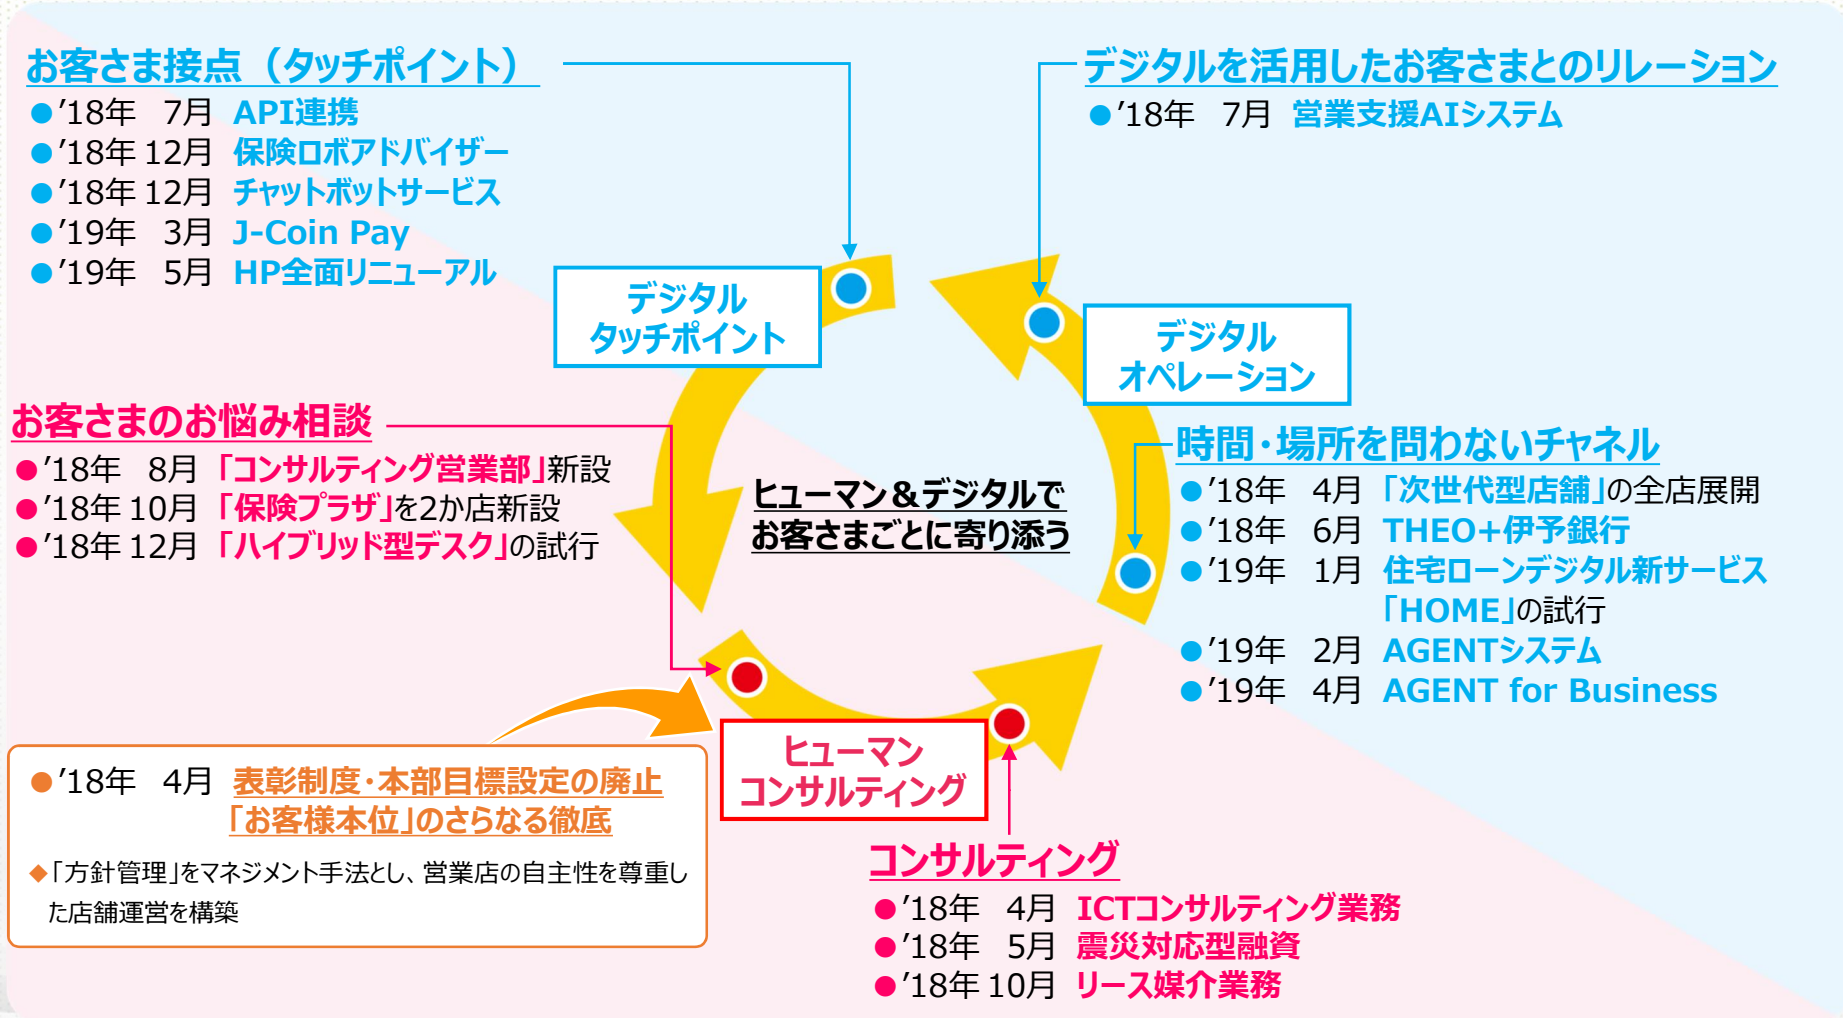 お客さま接点（タッチポイント）
●’18年 7月 API連携
●’18年 12月 保険ロボアドバイザー
●’18年 12月 チャットボットサービス
●’19年 3月 J-Coin Pay
●’19年 5月 HP全面リニューアル
デジタルを活用したお客さまとのリレーション
●’18年 7月 営業支援AIシステム
デジタル
タッチポイント
デジタル
オペレーション
お客さまのお悩み相談
●’18年 8月 「コンサルティング営業部」新設
●’18年 10月 「保険プラザ」を2か店新設
●’18年 12月 「ハイブリッド型デスク」の試行
ヒューマン＆デジタルで
お客さまごとに寄り添う
時間・場所を問わないチャネル
●’18年 4月 「次世代型店舗」の全店展開
●’18年 6月 THEO+伊予銀行
●’19年 1月 住宅ローンデジタル新サービス
「HOME」の試行
●’19年 2月 AGENTシステム
●’19年 4月 AGENT for Business
ヒューマン
コンサルティング
●’18年 4月 表彰制度・本部目標設定の廃止
「お客様本位」のさらなる徹底
◆「方針管理」をマネジメント手法とし、営業店の自主性を尊重し
た店舗運営を構築
コンサルティング
●’18年 4月 ICTコンサルティング業務
●’18年 5月 震災対応型融資
●’18年 10月 リース媒介業務